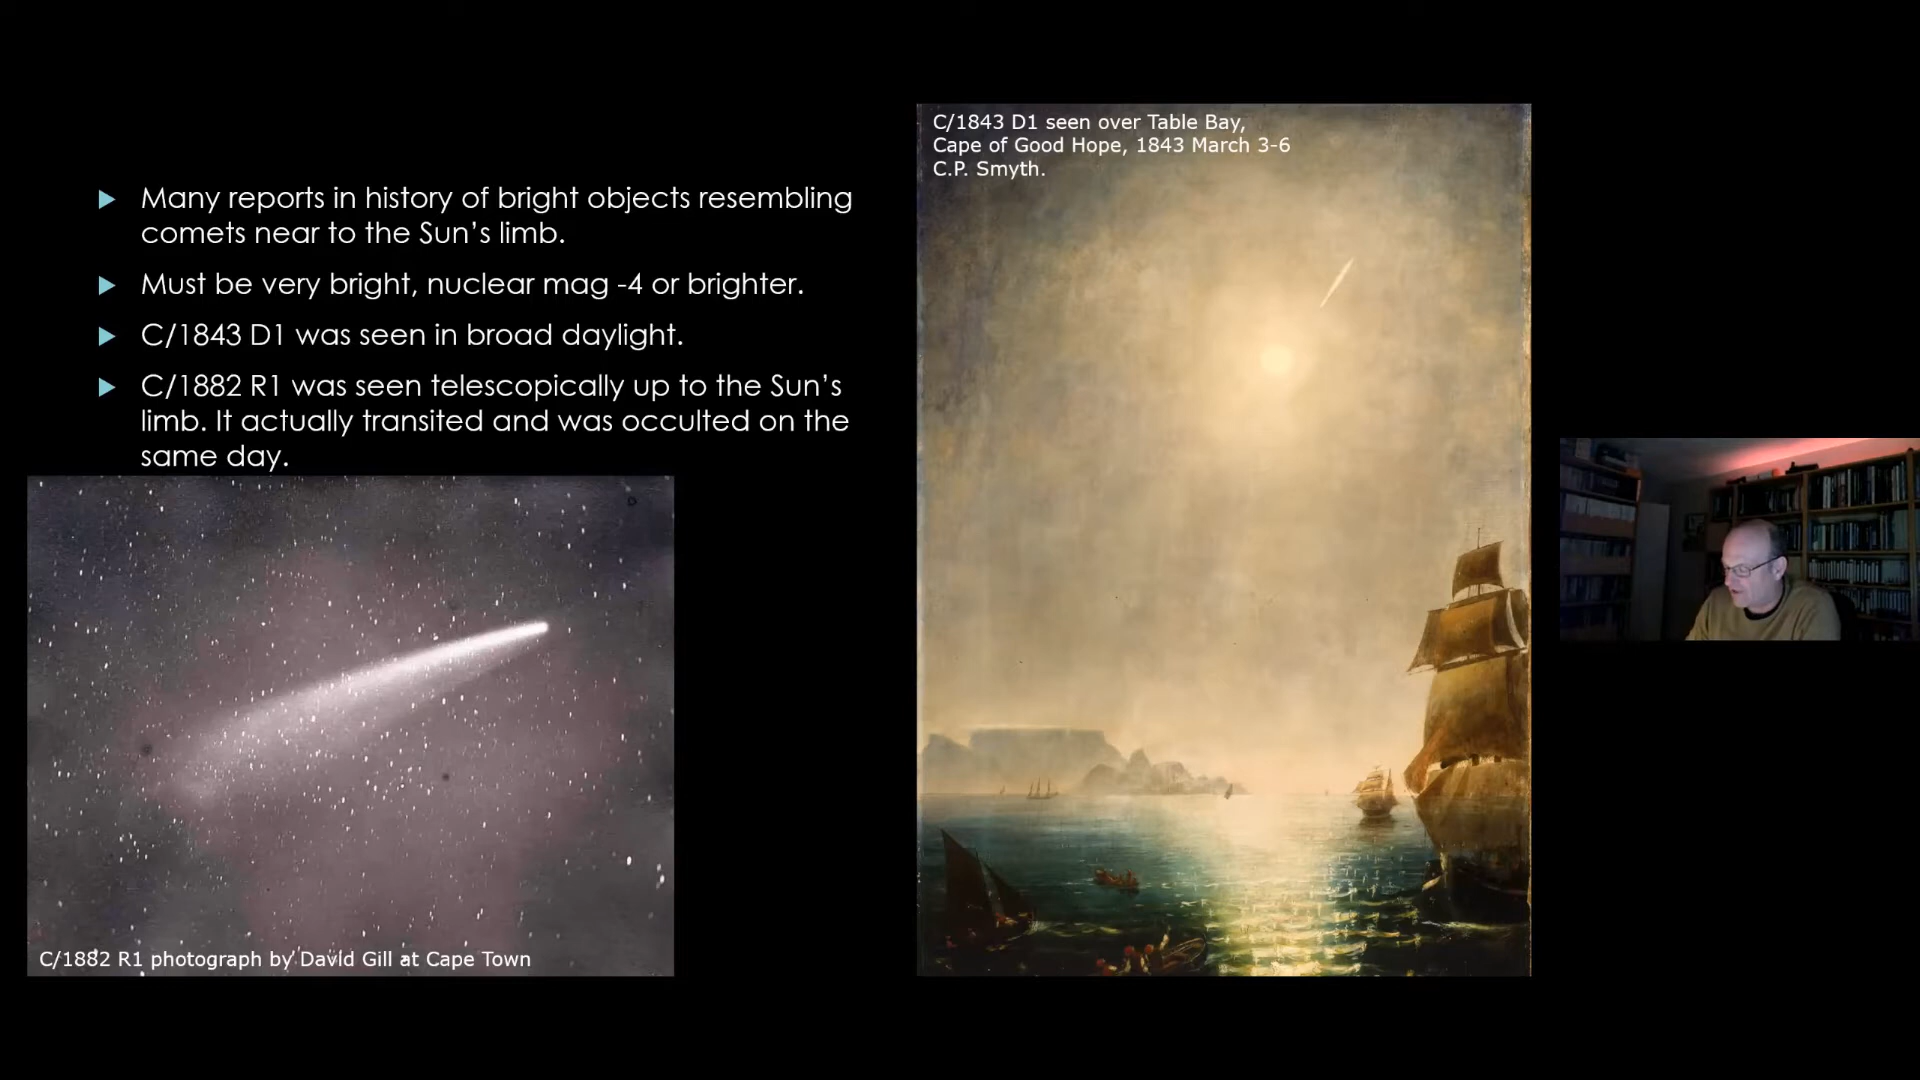 Many reports in history of bright objects resembling
comets near to the Sun’s limb.
Must be very bright, nuclear mag -4 or brighter.
C/1843 D1 was seen in broad daylight.
C/1882 R1 was seen telescopically up to the Sun’s
limb. It actually transited and was occulted on the
same day.
C/1882 R1 photograph by David Gill at Cape Town
C/1843 D1 seen over Table Bay,
Cape of Good Hope, 1843 March 3-6
C.P. Smyth.